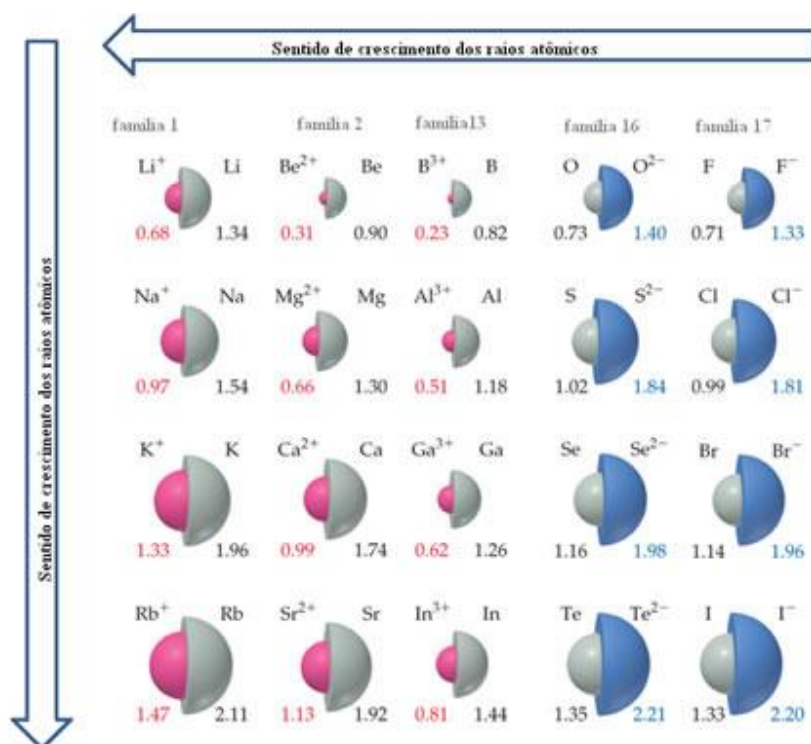 Sentido de crescimento dos raios atômicos
Sentido de crescimento dos raios atômicos
família 1 família 2 família13 família 16 família 17
Li⁺ Li Be²⁺ Be B³⁺ B O O²⁻ F F⁻
0.68 1.34 0.31 0.90 0.23 0.82 0.73 1.40 0.71 1.33
Na⁺ Na Mg²⁺ Mg Al³⁺ Al S S²⁻ Cl Cl⁻
0.97 1.54 0.66 1.30 0.51 1.18 1.02 1.84 0.99 1.81
K⁺ K Ca²⁺ Ca Ga³⁺ Ga Se Se²⁻ Br Br⁻
1.33 1.96 0.99 1.74 0.62 1.26 1.16 1.98 1.14 1.96
Rb⁺ Rb Sr²⁺ Sr In³⁺ In Te Te²⁻ I I⁻
1.47 2.11 1.13 1.92 0.81 1.44 1.35 2.21 1.33 2.20